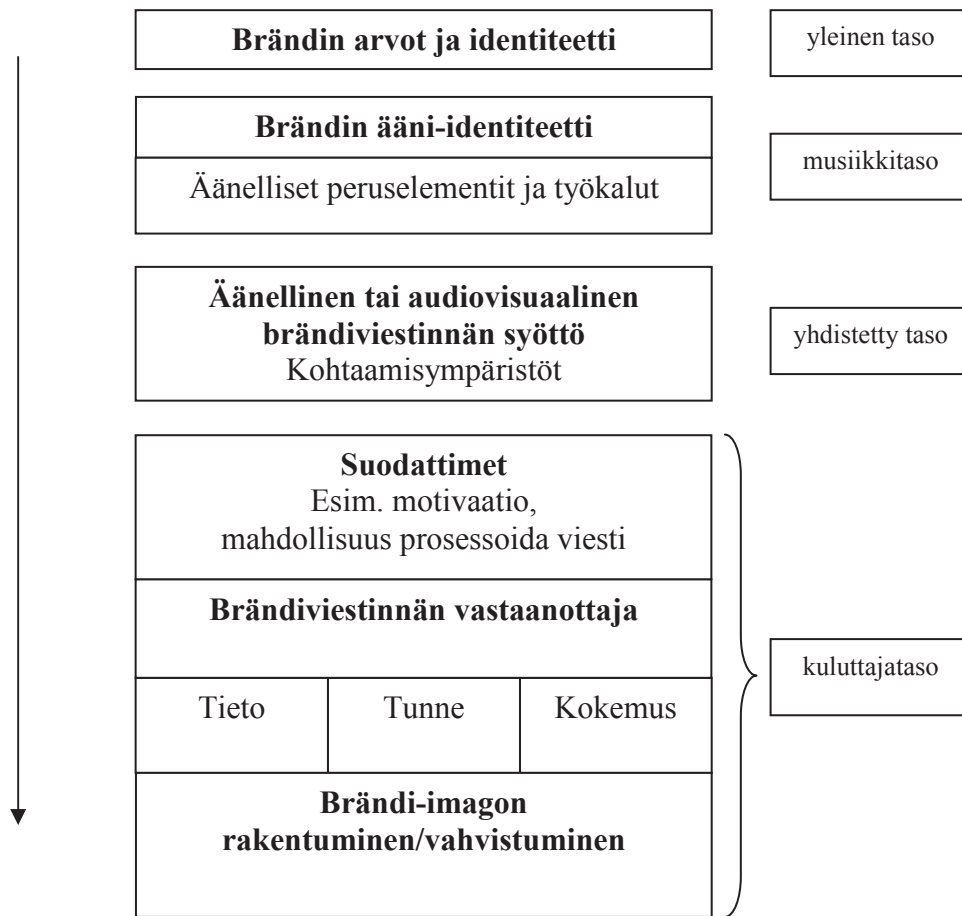 Brändin arvot ja identiteetti
yleinen taso
Brändin ääni-identiteetti
Äänelliset peruselementit ja työkalut
musiikkitaso
Äänellinen tai audiovisuaalinen
brändiviestinnän syöttö
Kohtaamisympäristöt
yhdistetty taso
Suodattimet
Esim. motivaatio,
mahdollisuus prosessoida viesti
Brändiviestinnän vastaanottaja
Tieto
Tunne
Kokemus
Brändi-imagon
rakentuminen/vahvistuminen
kuluttajataso